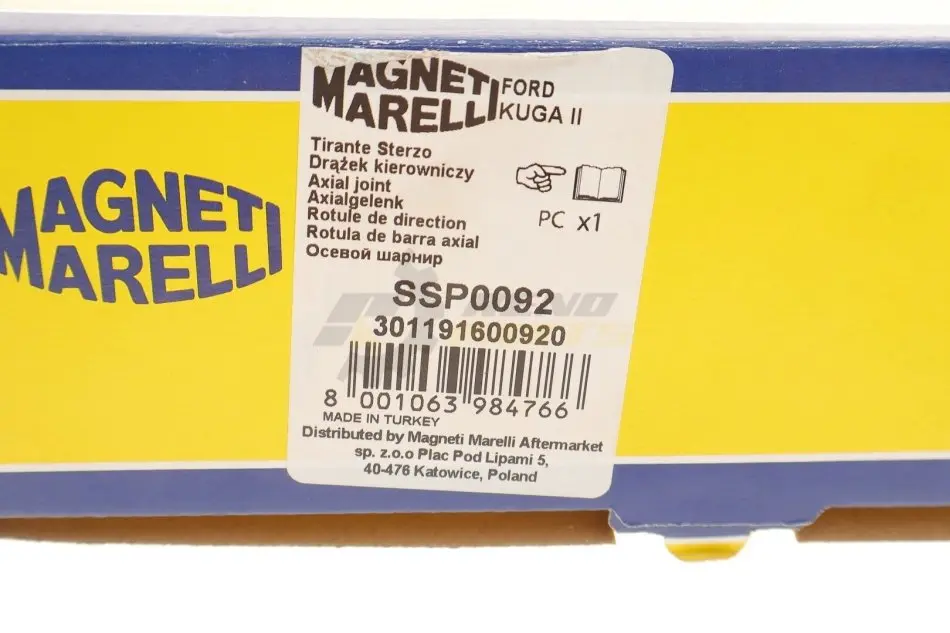 MAGNETI
MARELLI
MAGNETI
MARELLI
FORD
KUGA II
Tirante Sterzo
Drążek kierowniczy
Axial joint
Axialgelenk
Rotule de direction
Rotula de barra axial
Осевой шарнир
PC x1
SSP0092
301191600920
8 001063 984766
MADE IN TURKEY
Distributed by Magneti Marelli Aftermarket
sp. z.o.o Plac Pod Lipami 5,
40-476 Katowice, Poland